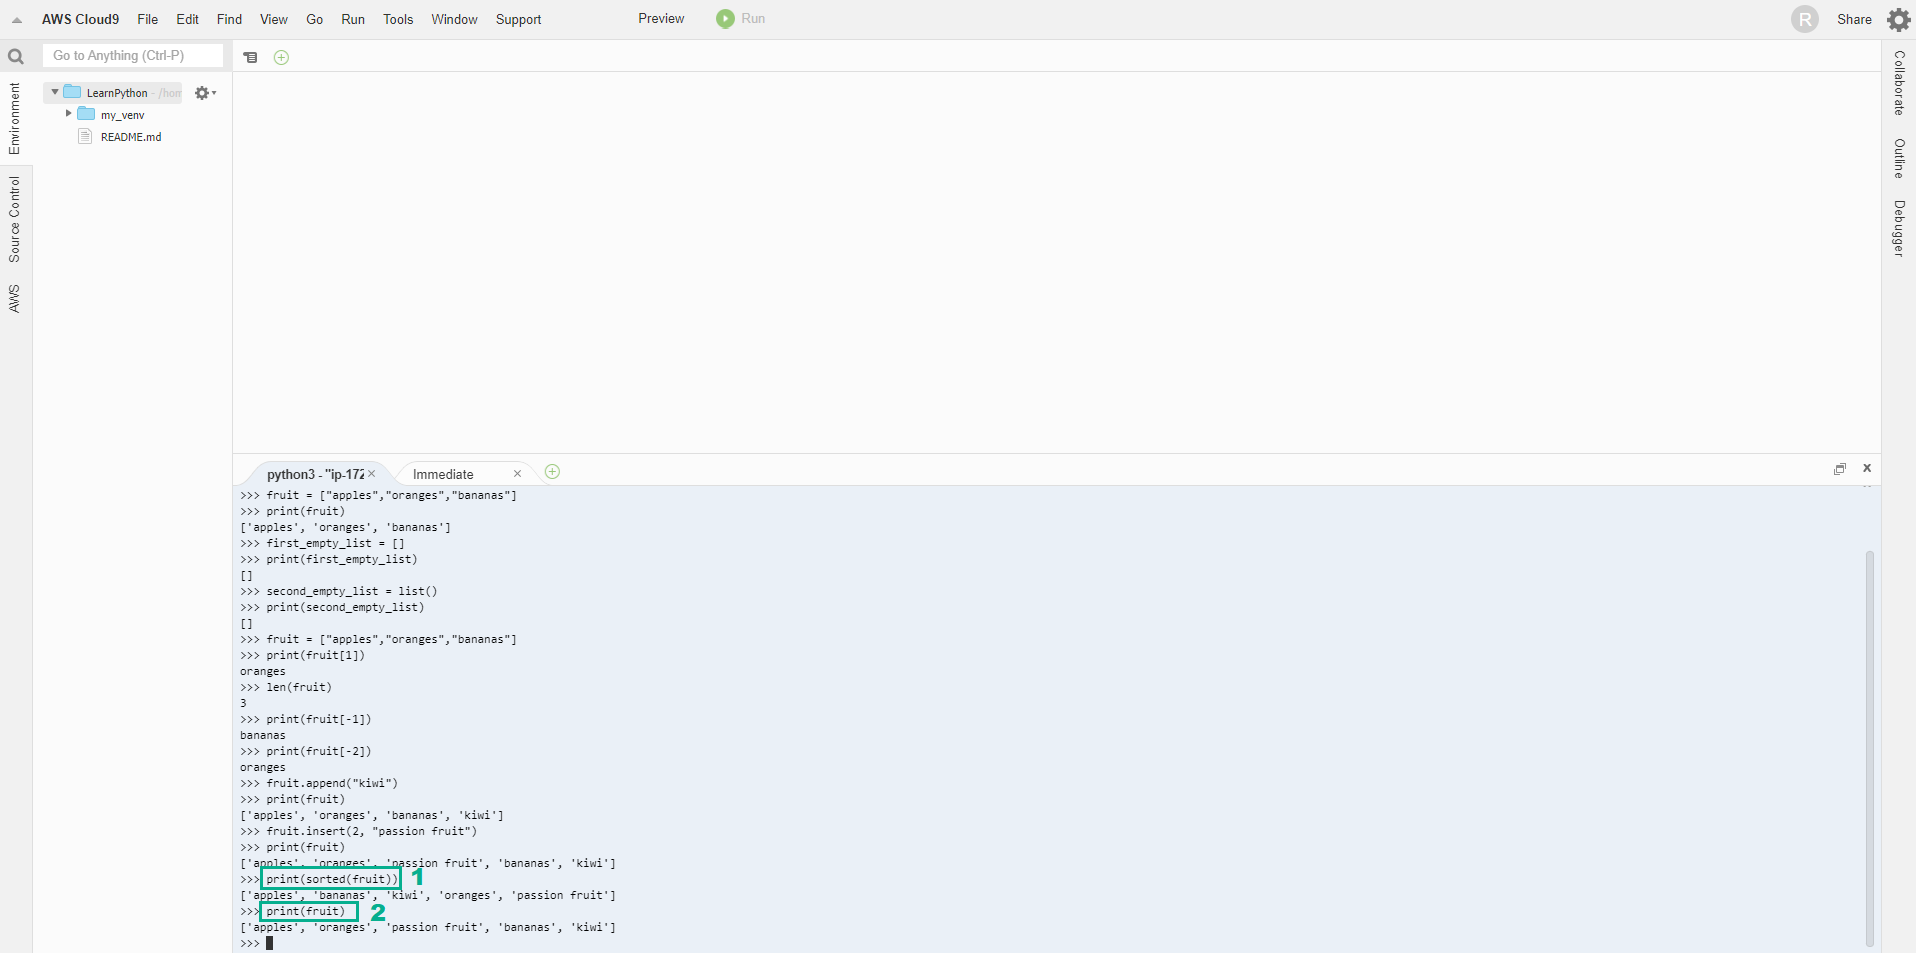 AWS Cloud9 File Edit Find View Go Run Tools Window Support Preview Run R Share
Go to Anything (Ctrl-P)
Environment
Source Control
AWS
LearnPython - /hom
my_venv
README.md
Collaborate
Outline
Debugger
python3 - "ip-172 × Immediate ×
>>> fruit = ["apples","oranges","bananas"]
>>> print(fruit)
['apples', 'oranges', 'bananas']
>>> first_empty_list = []
>>> print(first_empty_list)
[]
>>> second_empty_list = list()
>>> print(second_empty_list)
[]
>>> fruit = ["apples","oranges","bananas"]
>>> print(fruit[1])
oranges
>>> len(fruit)
3
>>> print(fruit[-1])
bananas
>>> print(fruit[-2])
oranges
>>> fruit.append("kiwi")
>>> print(fruit)
['apples', 'oranges', 'bananas', 'kiwi']
>>> fruit.insert(2, "passion fruit")
>>> print(fruit)
['apples', 'oranges', 'passion fruit', 'bananas', 'kiwi']
>>> print(sorted(fruit)) 1
['apples', 'bananas', 'kiwi', 'oranges', 'passion fruit']
>>> print(fruit) 2
['apples', 'oranges', 'passion fruit', 'bananas', 'kiwi']
>>>